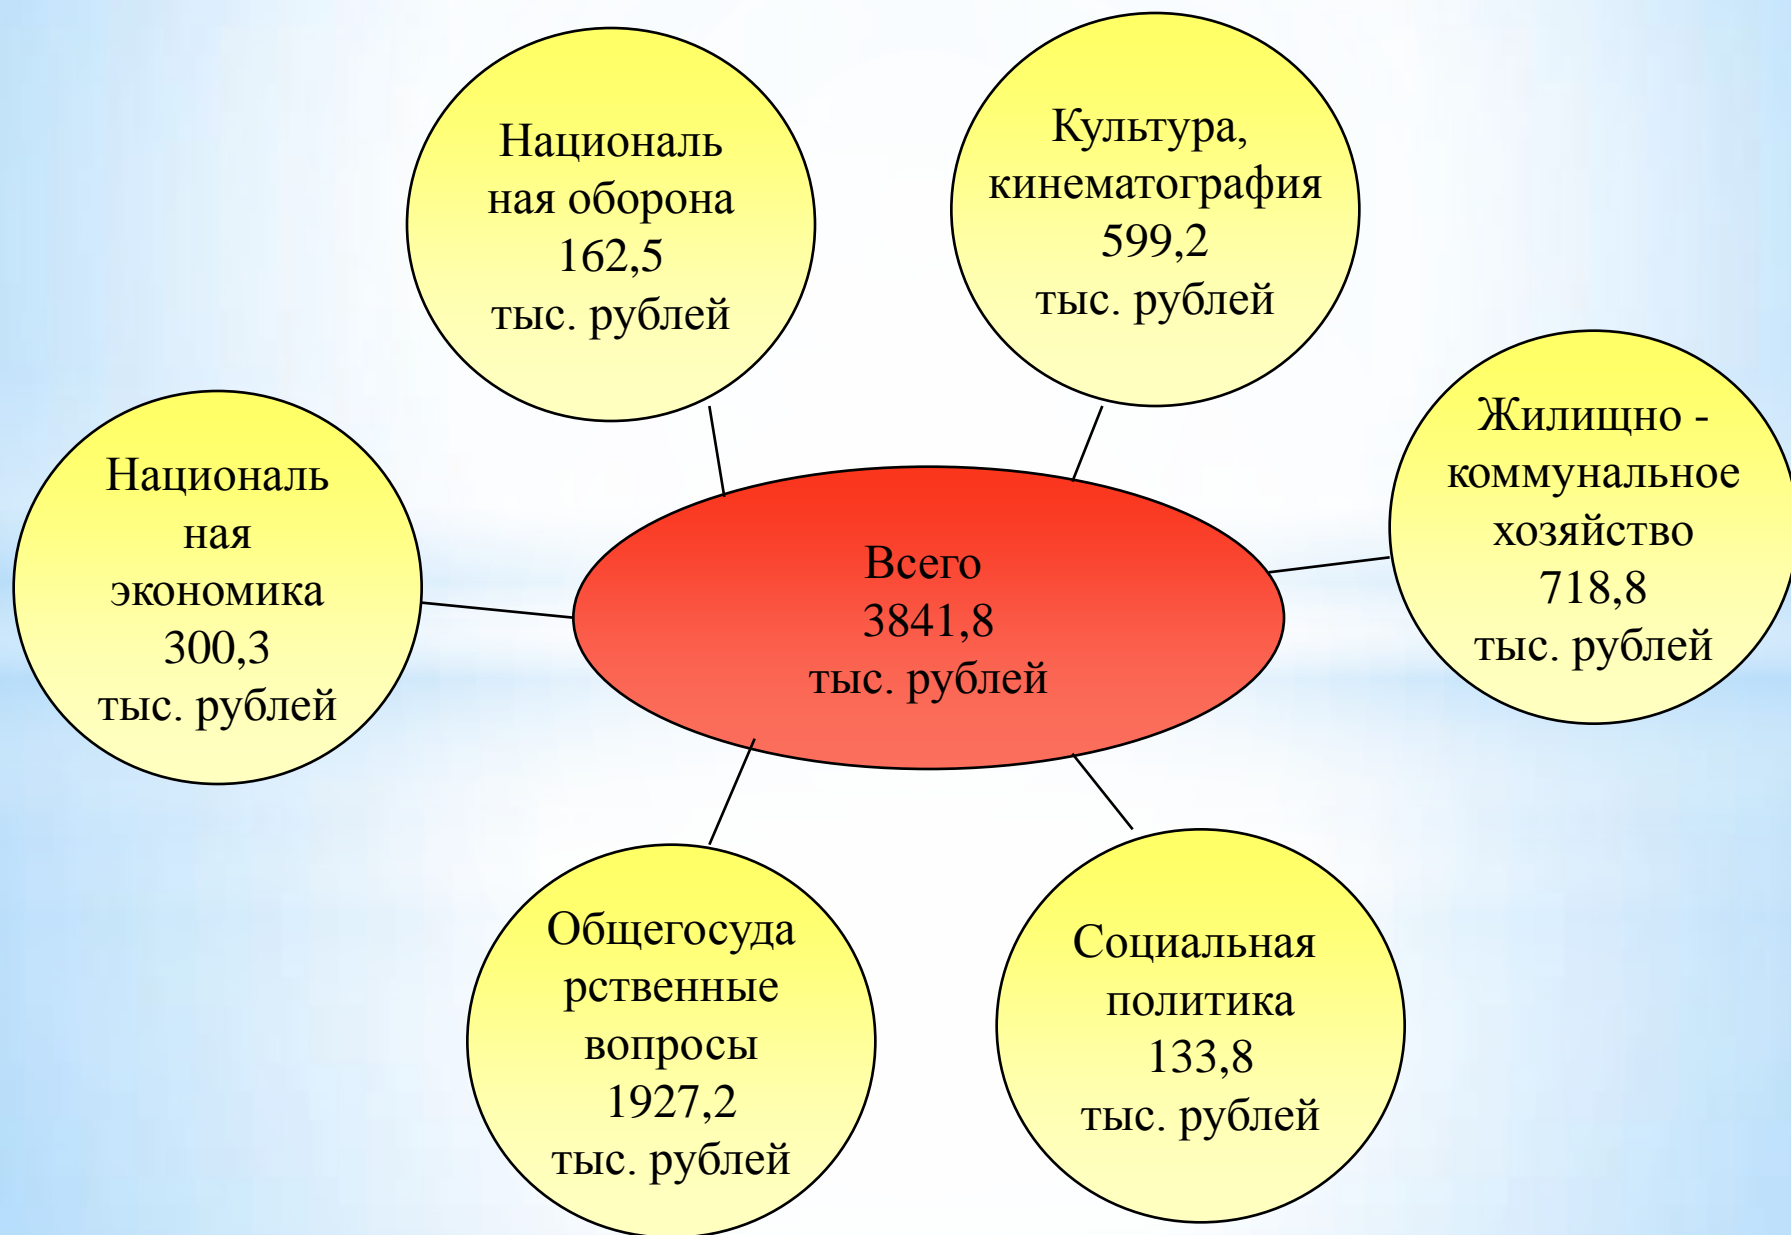 Националь
ная оборона
162,5
тыс. рублей
Культура,
кинематография
599,2
тыс. рублей
Националь
ная
экономика
300,3
тыс. рублей
Всего
3841,8
тыс. рублей
Жилищно -
коммунальное
хозяйство
718,8
тыс. рублей
Общегосуда
рственные
вопросы
1927,2
тыс. рублей
Социальная
политика
133,8
тыс. рублей